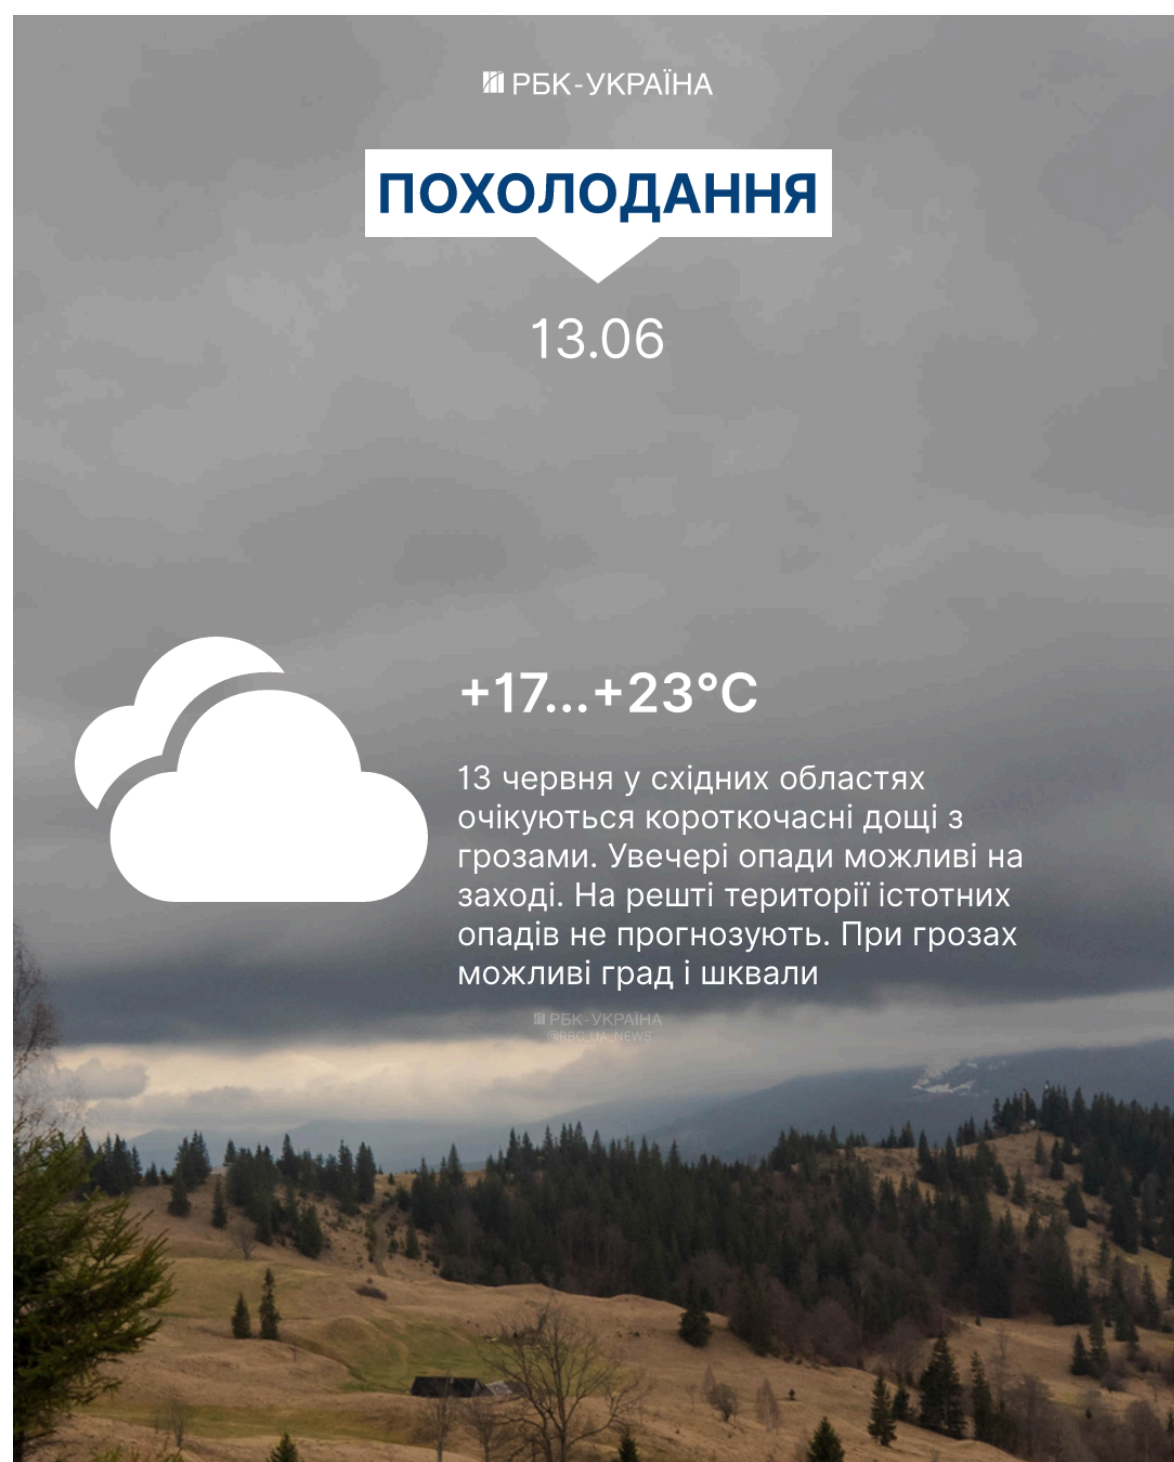 РБК-УКРАЇНА
ПОХОЛОДАННЯ
13.06
+17...+23°C
13 червня у східних областях
очікуються короткочасні дощі з
грозами. Увечері опади можливі на
заході. На решті території істотних
опадів не прогнозують. При грозах
можливі град і шквали
РБК-УКРАЇНА
@RBC_UA_NEWS